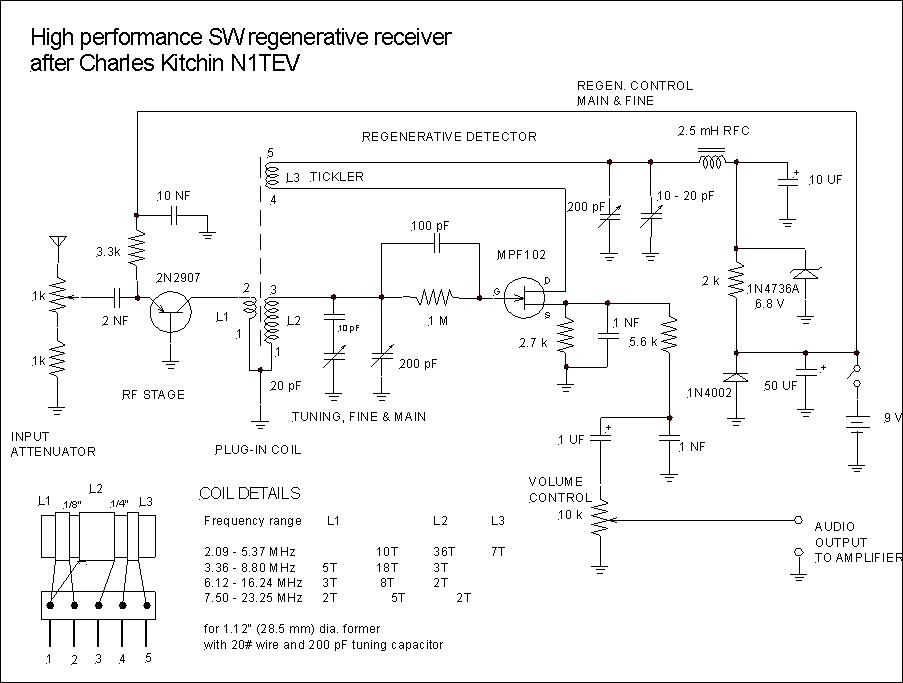 High performance SW regenerative receiver
after Charles Kitchin N1TEV
REGEN. CONTROL
MAIN & FINE
REGENERATIVE DETECTOR
2.5 mH RFC
5
L3 TICKLER
4
+
10 UF
10 NF
200 pF
10 - 20 pF
100 pF
3.3k
MPF102
2N2907
2 k
1N4736A
6.8 V
D
G
S
1k
2
3
L1
L2
2 NF
1 M
10 pF
1 NF
2.7 k
5.6 k
1
1
1k
200 pF
RF STAGE
20 pF
TUNING, FINE & MAIN
1N4002
50 UF
+
9 V
INPUT
ATTENUATOR
PLUG-IN COIL
1 UF
+
1 NF
VOLUME
CONTROL
10 k
AUDIO
OUTPUT
TO AMPLIFIER
L1
1/8"
L2
1/4"
L3
1
2
3
4
5
COIL DETAILS
Frequency range L1 L2 L3
2.09 - 5.37 MHz 10T 36T 7T
3.36 - 8.80 MHz 5T 18T 3T
6.12 - 16.24 MHz 3T 8T 2T
7.50 - 23.25 MHz 2T 5T 2T
for 1.12" (28.5 mm) dia. former
with 20# wire and 200 pF tuning capacitor